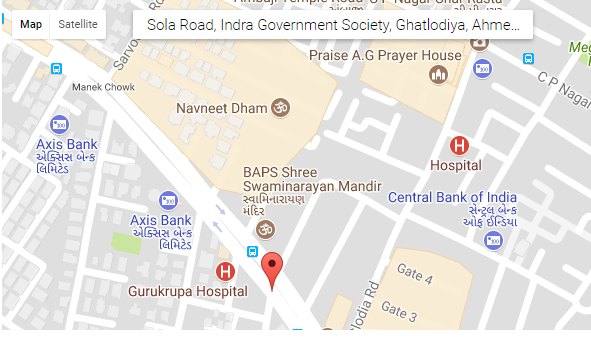 Map
Satellite
Sola Road, Indra Government Society, Ghatlodiya, Ahme...
Manek Chowk
Praise A.G Prayer House
C P Nagar
Navneet Dham
Axis Bank
એક્સિસ બેન્ક
લિમિટેડ
Hospital
BAPS Shree
Swaminarayan Mandir
સ્વામિનારાયણ
મંદિર
Central Bank of India
સેન્ટ્રલ બેન્ક
ઓફ ઈન્ડિયા
Axis Bank
એક્સિસ બેન્ક
લિમિટેડ
Gurukrupa Hospital
Gate 4
Gate 3
lodia Rd